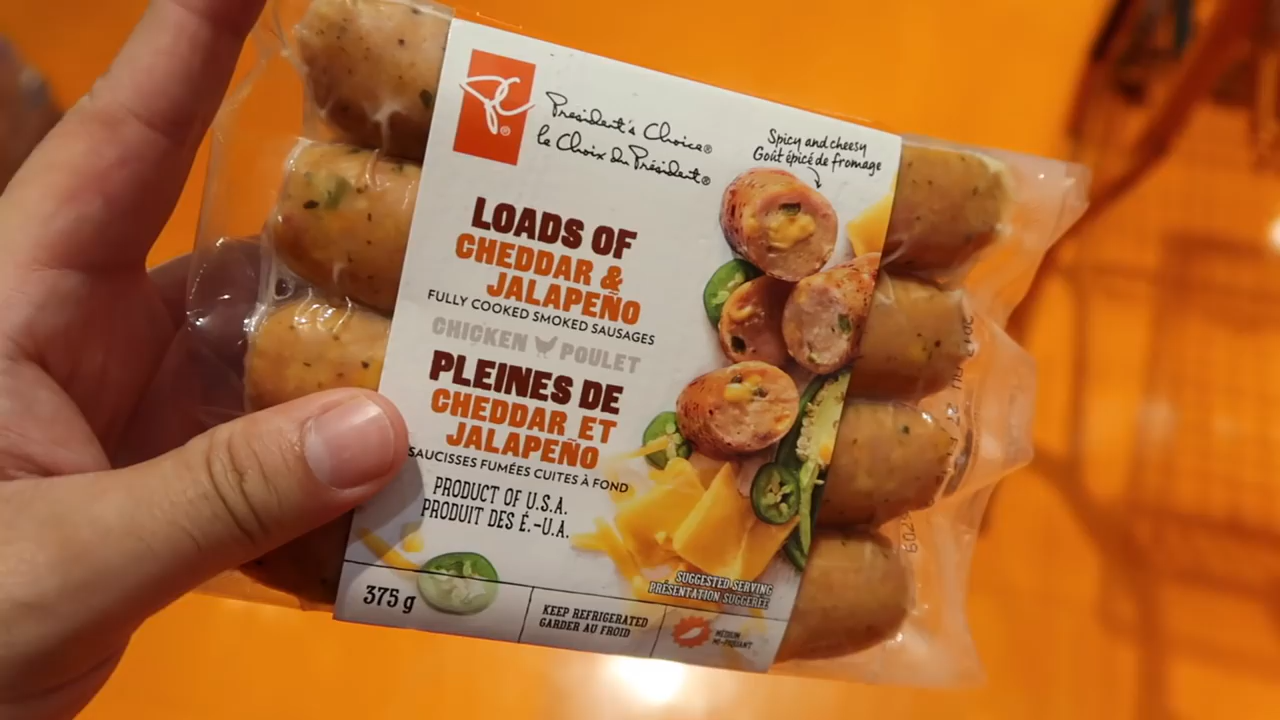 PC®
President's Choice®
le Choix du Président®
Spicy and cheesy
Goût épicé de fromage
LOADS OF
CHEDDAR &
JALAPEÑO
FULLY COOKED SMOKED SAUSAGES
CHICKEN POULET
PLEINES DE
CHEDDAR ET
JALAPEÑO
SAUCISSES FUMÉES CUITES À FOND
PRODUCT OF U.S.A.
PRODUIT DES É.-U.A.
SUGGESTED SERVING
PRÉSENTATION SUGGÉRÉE
375 g
KEEP REFRIGERATED
GARDER AU FROID
MEDIUM
MI-PIQUANT